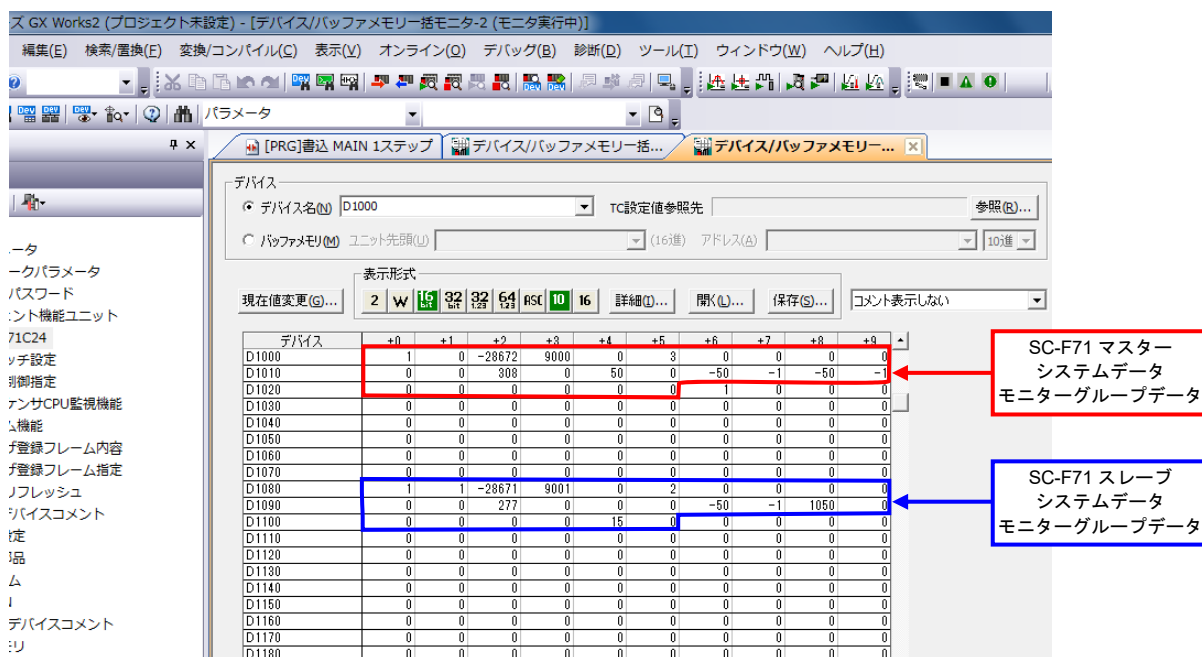 ズ GX Works2 (プロジェクト未設定) - [デバイス/バッファメモリ一括モニタ-2 (モニタ実行中)]
編集(E) 検索/置換(F) 変換/コンパイル(C) 表示(V) オンライン(O) デバッグ(B) 診断(D) ツール(T) ウィンドウ(W) ヘルプ(H)
パラメータ
[PRG]書込 MAIN 1ステップ デバイス/バッファメモリ一括... デバイス/バッファメモリ一...
デバイス
デバイス名(N) D1000 TC設定値参照先 参照(R)...
バッファメモリ(M) ユニット先頭(U) (16進) アドレス(A) 10進
表示形式
現在値変更(G)... 2 W 16bit 32bit 32 1.23 64 1.23 ASC 10 16 詳細(I)... 開く(L)... 保存(S)... コメント表示しない
デバイス +0 +1 +2 +3 +4 +5 +6 +7 +8 +9
D1000 1 0 -28672 9000 0 3 0 0 0 0
D1010 0 0 308 0 50 0 -50 -1 -50 -1
D1020 0 0 0 0 0 0 1 0 0 0
D1030 0 0 0 0 0 0 0 0 0 0
D1040 0 0 0 0 0 0 0 0 0 0
D1050 0 0 0 0 0 0 0 0 0 0
D1060 0 0 0 0 0 0 0 0 0 0
D1070 0 0 0 0 0 0 0 0 0 0
D1080 1 1 -28671 9001 0 2 0 0 0 0
D1090 0 0 277 0 0 0 -50 -1 1050 0
D1100 0 0 0 0 15 0 0 0 0 0
D1110 0 0 0 0 0 0 0 0 0 0
D1120 0 0 0 0 0 0 0 0 0 0
D1130 0 0 0 0 0 0 0 0 0 0
D1140 0 0 0 0 0 0 0 0 0 0
D1150 0 0 0 0 0 0 0 0 0 0
D1160 0 0 0 0 0 0 0 0 0 0
D1170 0 0 0 0 0 0 0 0 0 0
D1180 0 0 0 0 0 0 0 0 0 0
SC-F71 マスター
システムデータ
モニターグループデータ
SC-F71 スレーブ
システムデータ
モニターグループデータ
ータ
ークパラメータ
パスワード
ェント機能ユニット
71C24
ッチ設定
制御指定
ケンサCPU監視機能
ム機能
ザ登録フレーム内容
ザ登録フレーム指定
リフレッシュ
デバイスコメント
設定
部品
ム
デバイスコメント
モリ